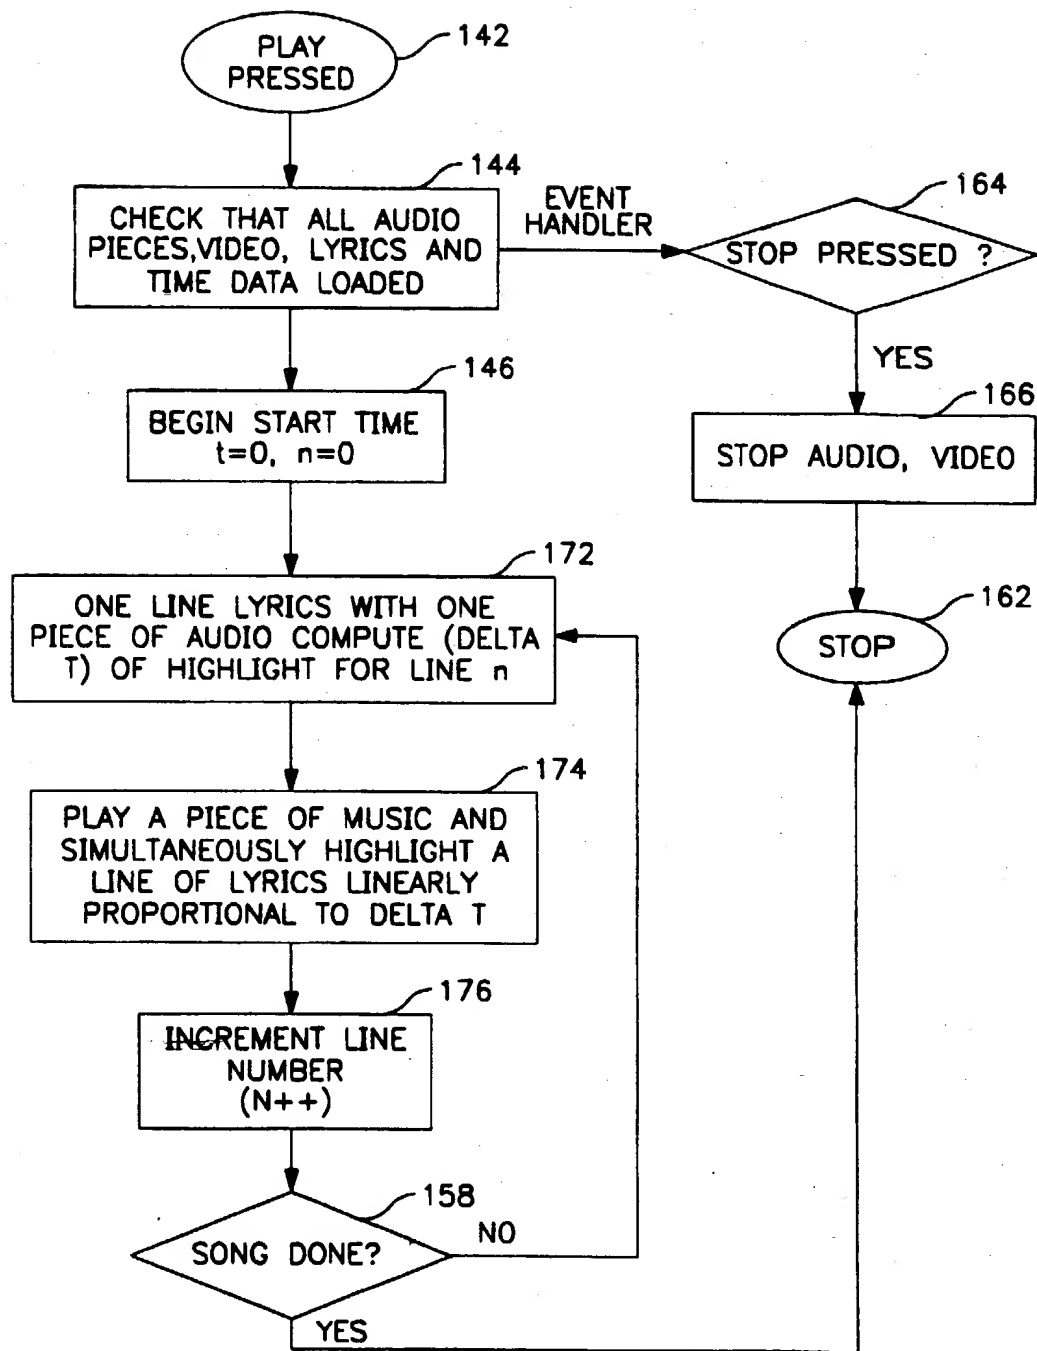 PLAY
PRESSED
142
144
CHECK THAT ALL AUDIO
PIECES,VIDEO, LYRICS AND
TIME DATA LOADED
EVENT
HANDLER
164
STOP PRESSED ?
YES
146
BEGIN START TIME
t=0, n=0
166
STOP AUDIO, VIDEO
172
ONE LINE LYRICS WITH ONE
PIECE OF AUDIO COMPUTE (DELTA
T) OF HIGHLIGHT FOR LINE n
162
STOP
174
PLAY A PIECE OF MUSIC AND
SIMULTANEOUSLY HIGHLIGHT A
LINE OF LYRICS LINEARLY
PROPORTIONAL TO DELTA T
176
INCREMENT LINE
NUMBER
(N++)
158
SONG DONE?
NO
YES